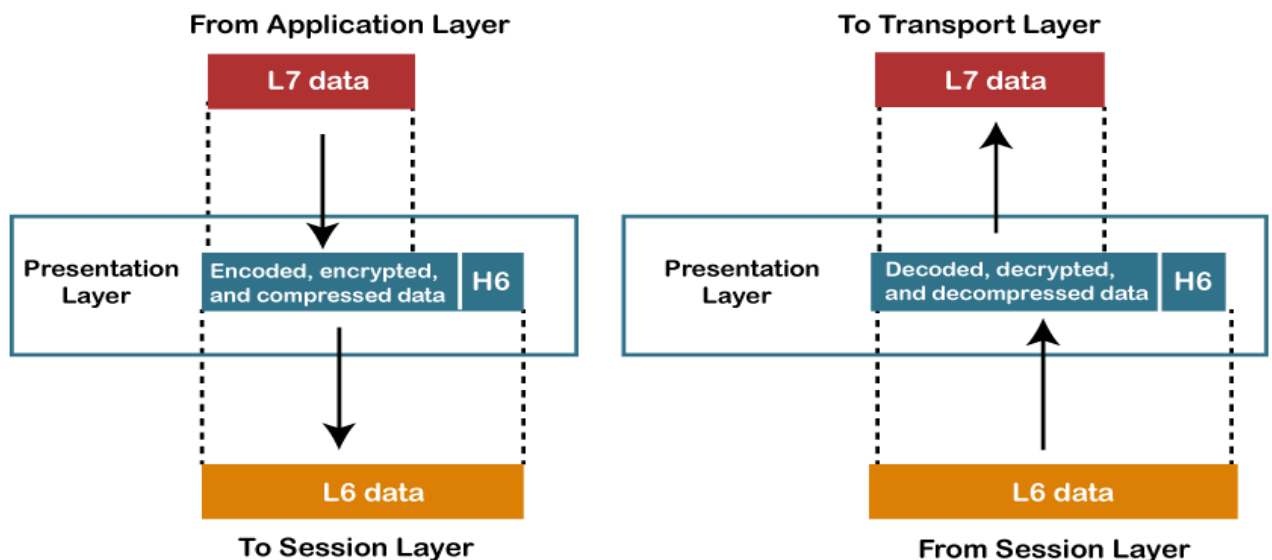 From Application Layer
L7 data
Presentation
Layer
Encoded, encrypted,
and compressed data
H6
L6 data
To Session Layer
To Transport Layer
L7 data
Presentation
Layer
Decoded, decrypted,
and decompressed data
H6
L6 data
From Session Layer